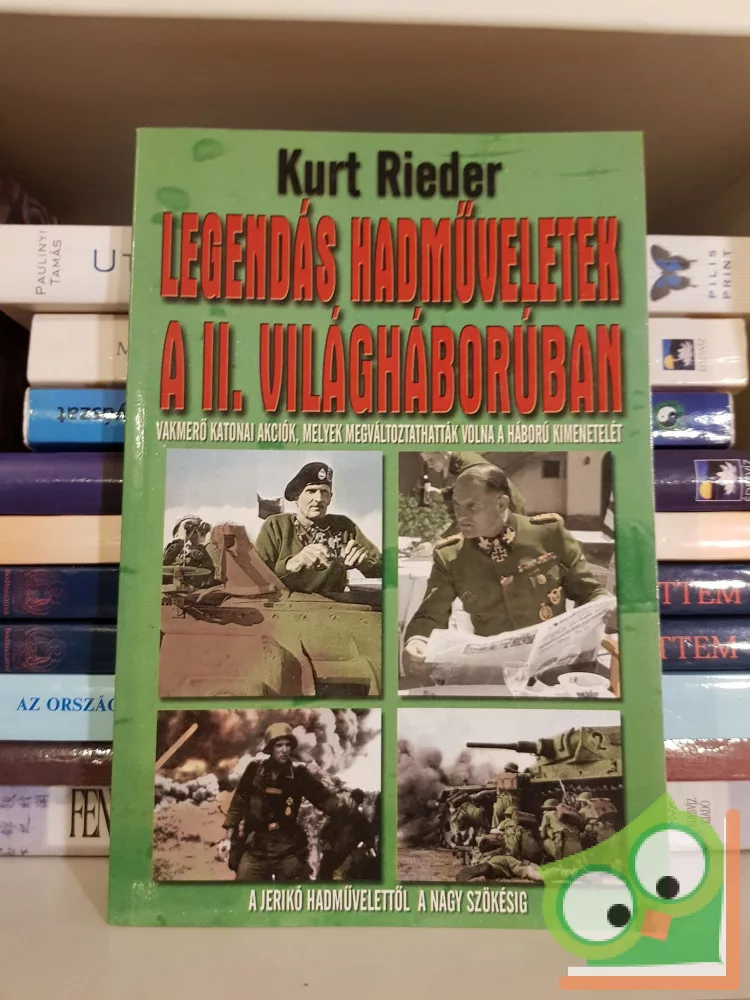 Kurt Rieder
LEGENDÁS HADMŰVELETEK
A II. VILÁGHÁBORÚBAN
VAKMERŐ KATONAI AKCIÓK, MELYEK MEGVÁLTOZTATHATTÁK VOLNA A HÁBORÚ KIMENETELÉT
A JERIKÓ HADMŰVELETTŐL A NAGY SZÖKÉSIG
PAULINYI
TAMÁS
PILIS
PRINT
TTEM
TTEM
AZ ORSZÁG
FEN